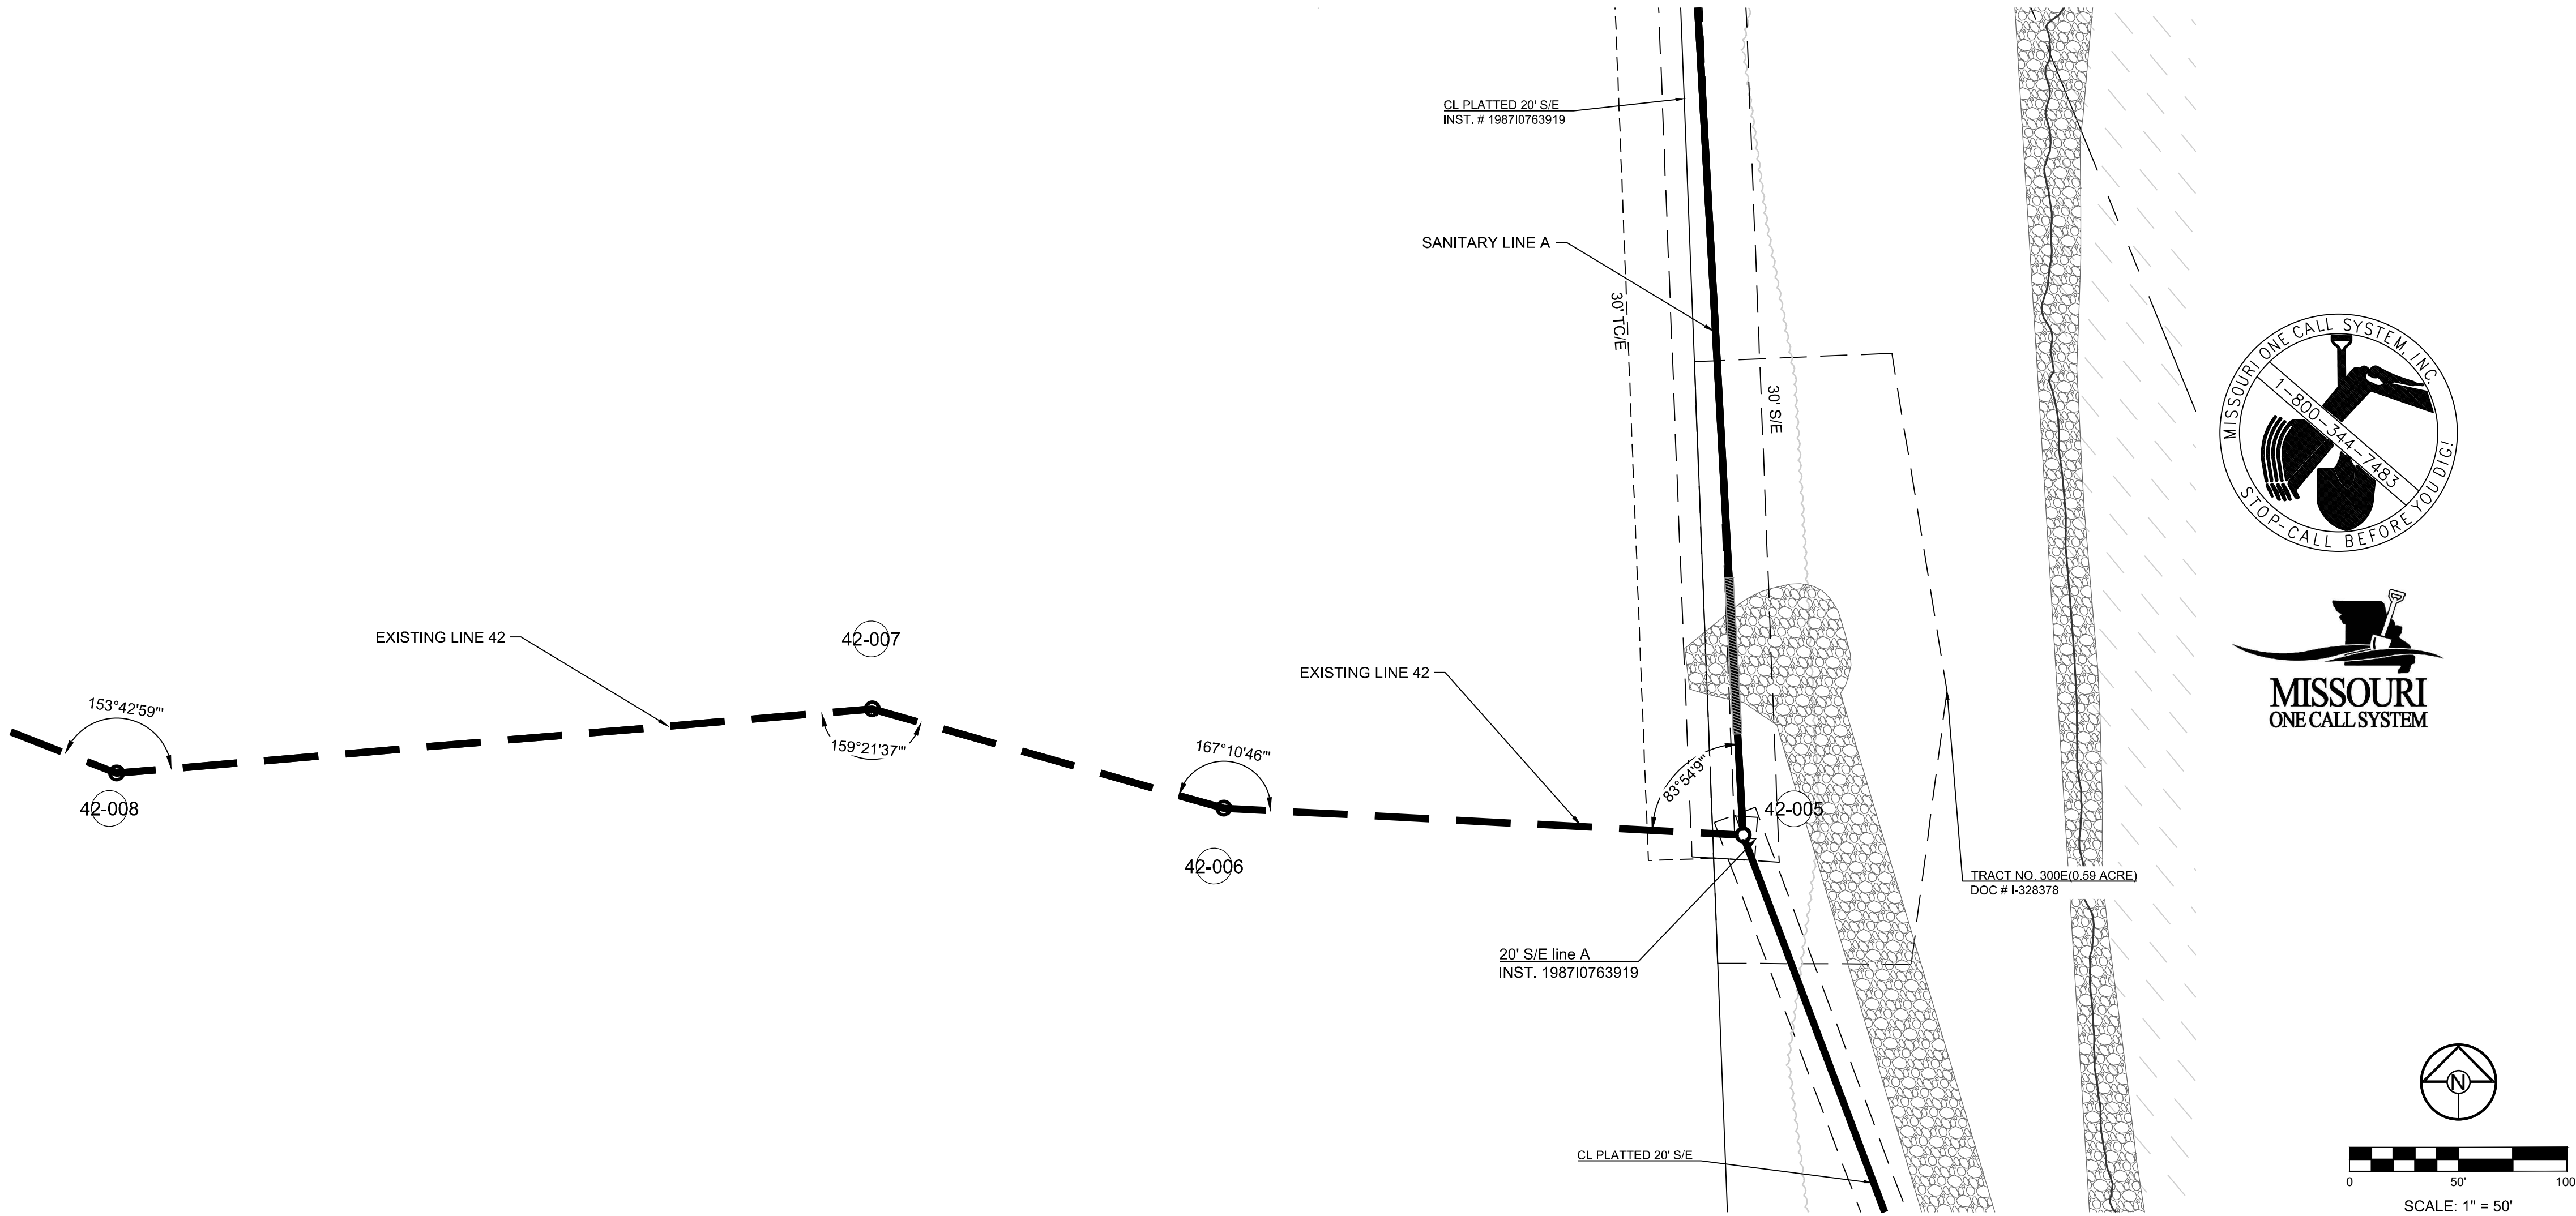 CL PLATTED 20' S/E
INST. # 1987I0763919
SANITARY LINE A
30' TC/E
30' S/E
MISSOURI ONE CALL SYSTEM, INC.
1-800-344-7483
STOP-CALL BEFORE YOU DIG!
MISSOURI
ONE CALL SYSTEM
EXISTING LINE 42
42-007
EXISTING LINE 42
153°42'59"'
159°21'37"'
167°10'46"'
83°54'9"'
42-008
42-005
42-006
TRACT NO. 300E(0.59 ACRE)
DOC # I-328378
20' S/E line A
INST. 1987I0763919
N
CL PLATTED 20' S/E
0 50' 100
SCALE: 1" = 50'